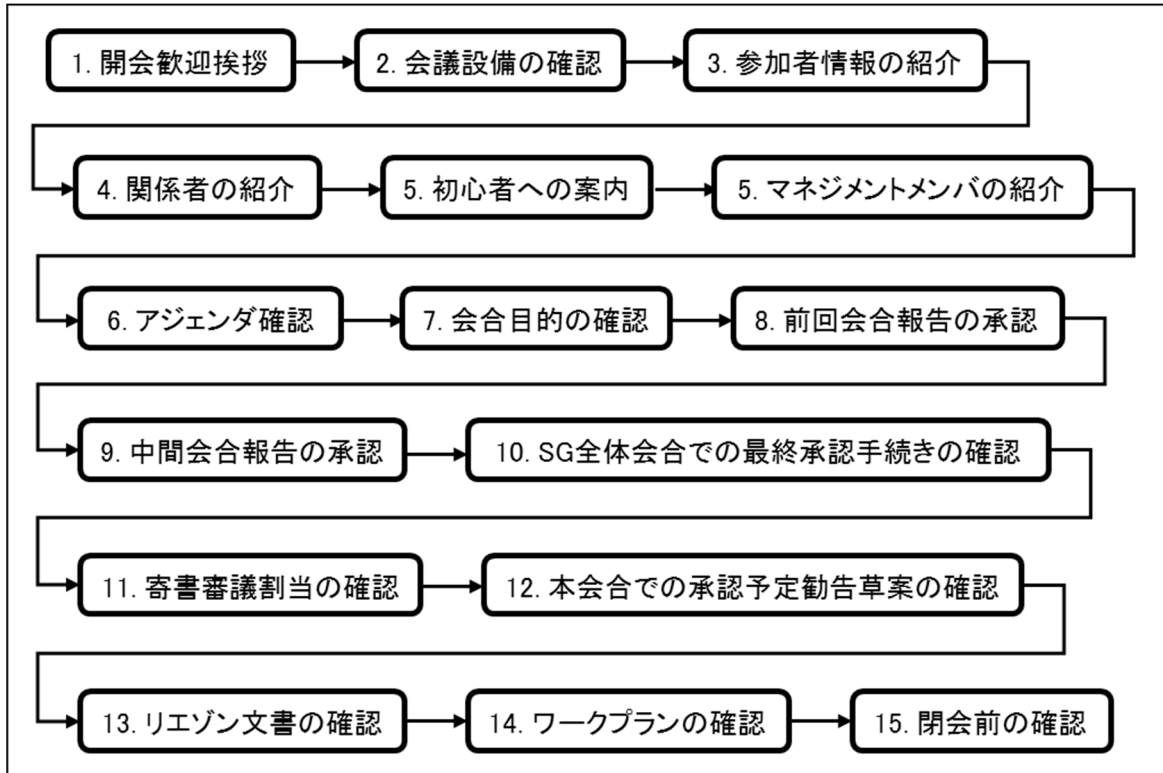 1. 開会歓迎挨拶
2. 会議設備の確認
3. 参加者情報の紹介
4. 関係者の紹介
5. 初心者への案内
5. マネジメントメンバの紹介
6. アジェンダ確認
7. 会合目的の確認
8. 前回会合報告の承認
9. 中間会合報告の承認
10. SG全体会合での最終承認手続きの確認
11. 寄書審議割当の確認
12. 本会合での承認予定勧告草案の確認
13. リエゾン文書の確認
14. ワークプランの確認
15. 閉会前の確認